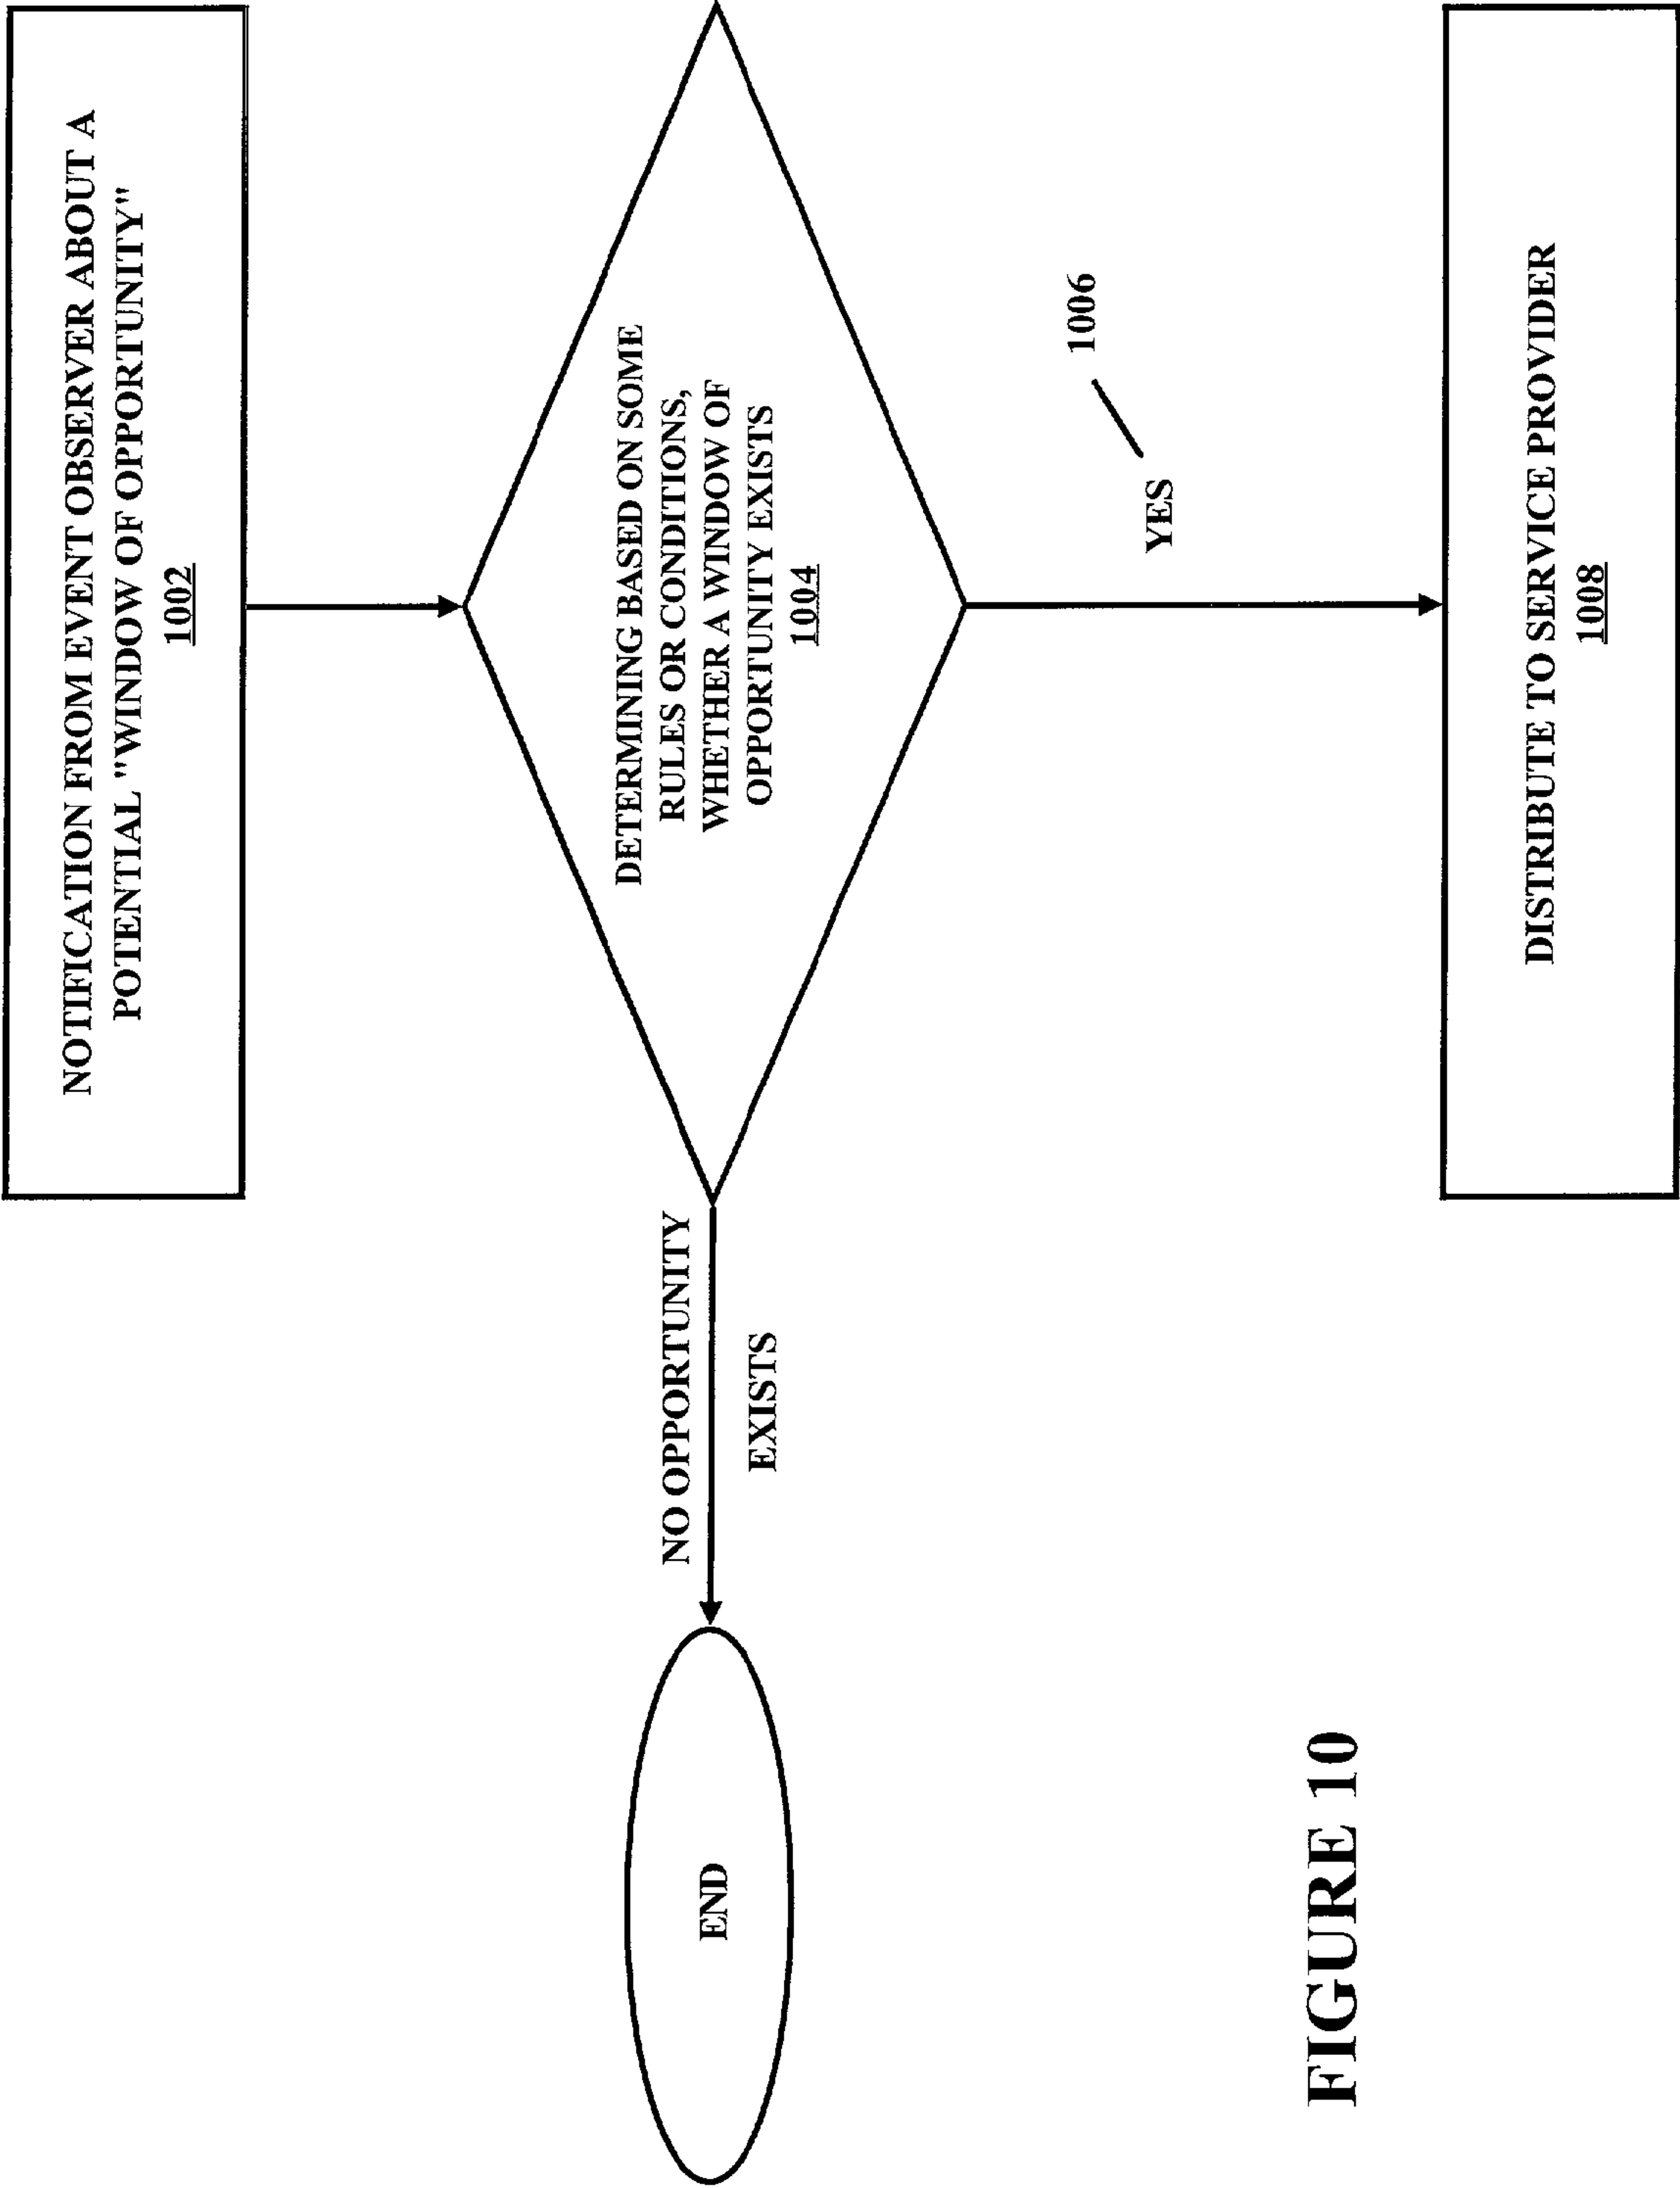 NOTIFICATION FROM EVENT OBSERVER ABOUT A
POTENTIAL "WINDOW OF OPPORTUNITY"
1002
DETERMINING BASED ON SOME
RULES OR CONDITIONS,
WHETHER A WINDOW OF
OPPORTUNITY EXISTS
1004
NO OPPORTUNITY
EXISTS
END
1006
YES
DISTRIBUTE TO SERVICE PROVIDER
1008
FIGURE 10